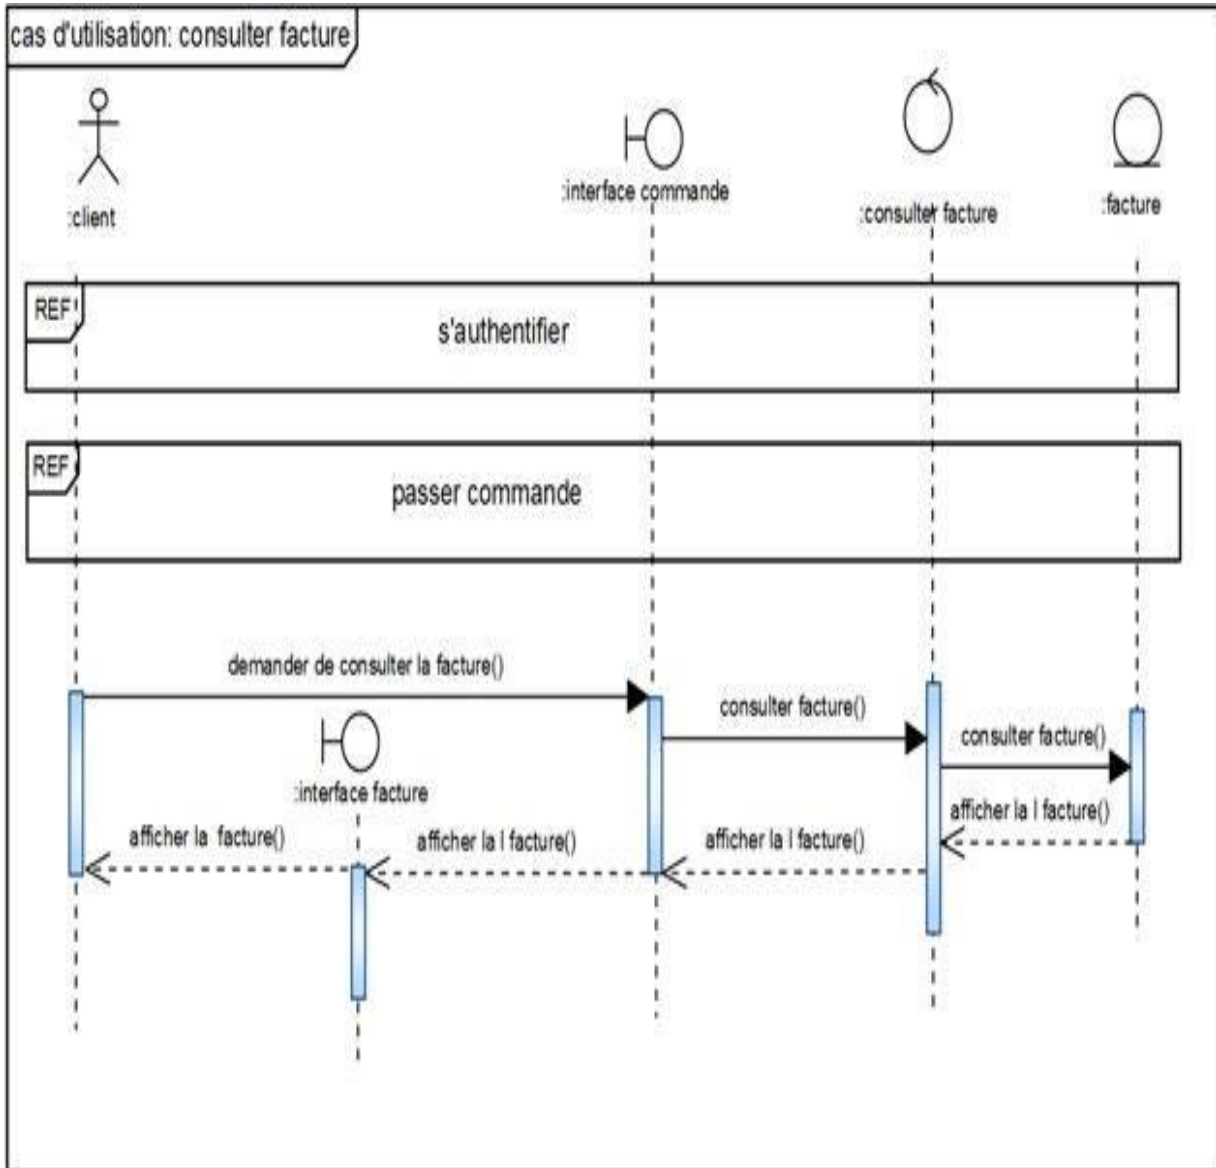 cas d'utilisation: consulter facture
:client
:interface commande
:consulter facture
:facture
REF
s'authentifier
REF
passer commande
demander de consulter la facture()
consulter facture()
consulter facture()
:interface facture
afficher la facture()
afficher la l facture()
afficher la l facture()
afficher la l facture()